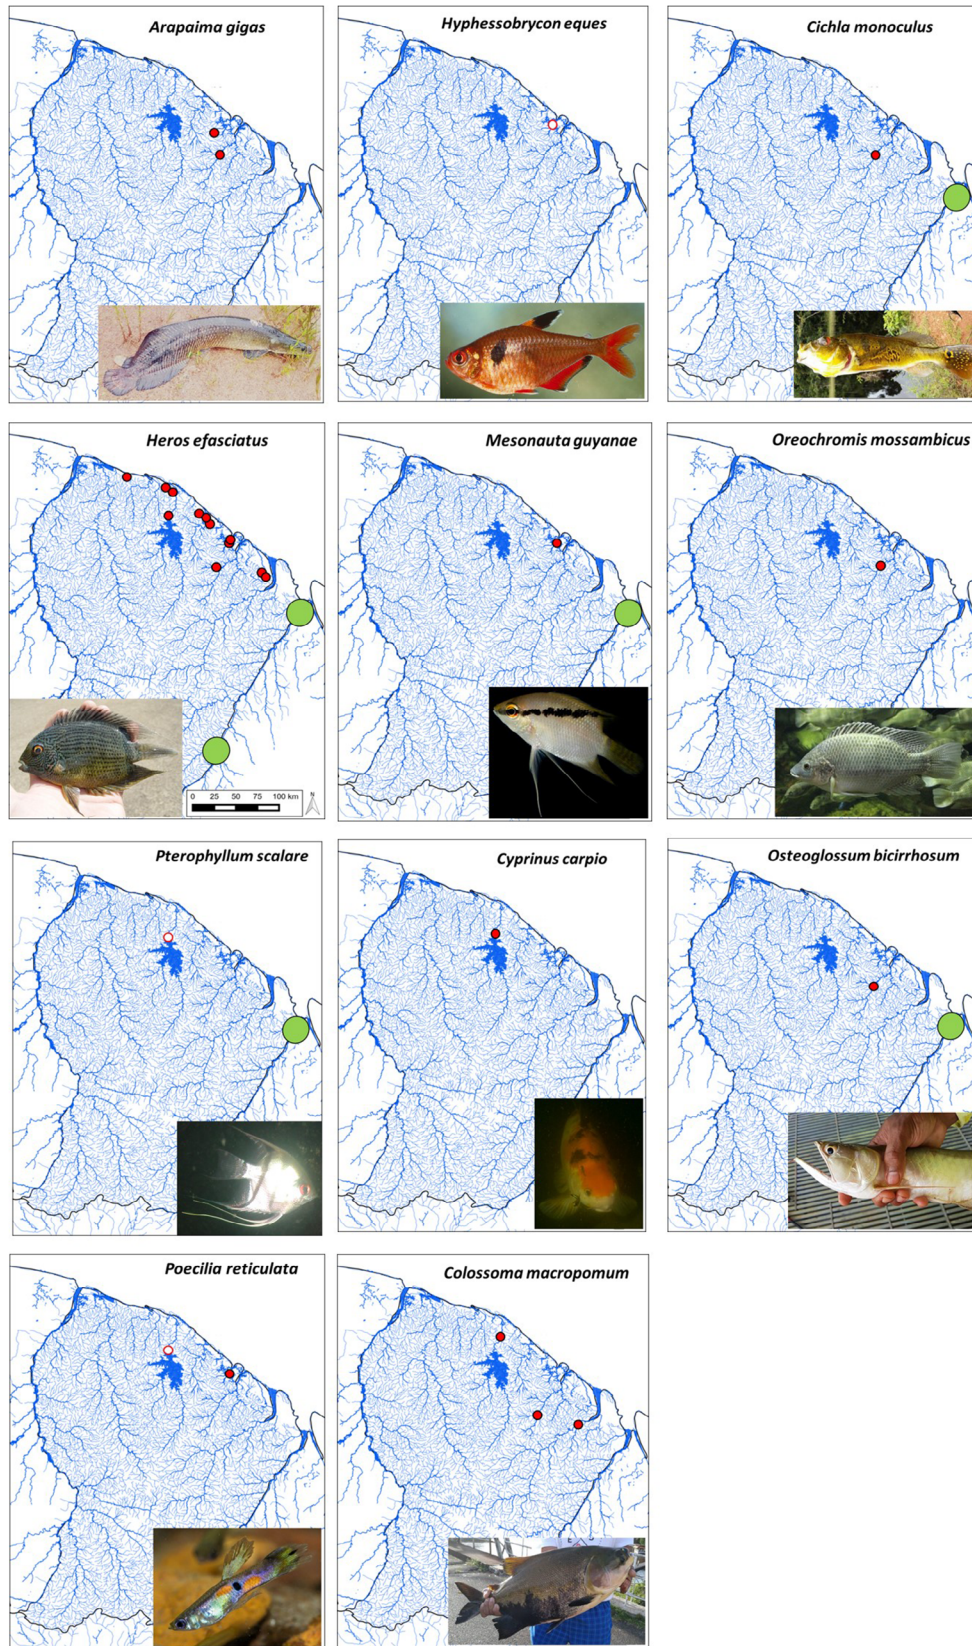 Arapaima gigas
Hyphessobrycon eques
Cichla monoculus
Heros efasciatus
Mesonauta guyanae
Oreochromis mossambicus
0 25 50 75 100 km
N
Pterophyllum scalare
Cyprinus carpio
Osteoglossum bicirrhosum
Poecilia reticulata
Colossoma macropomum